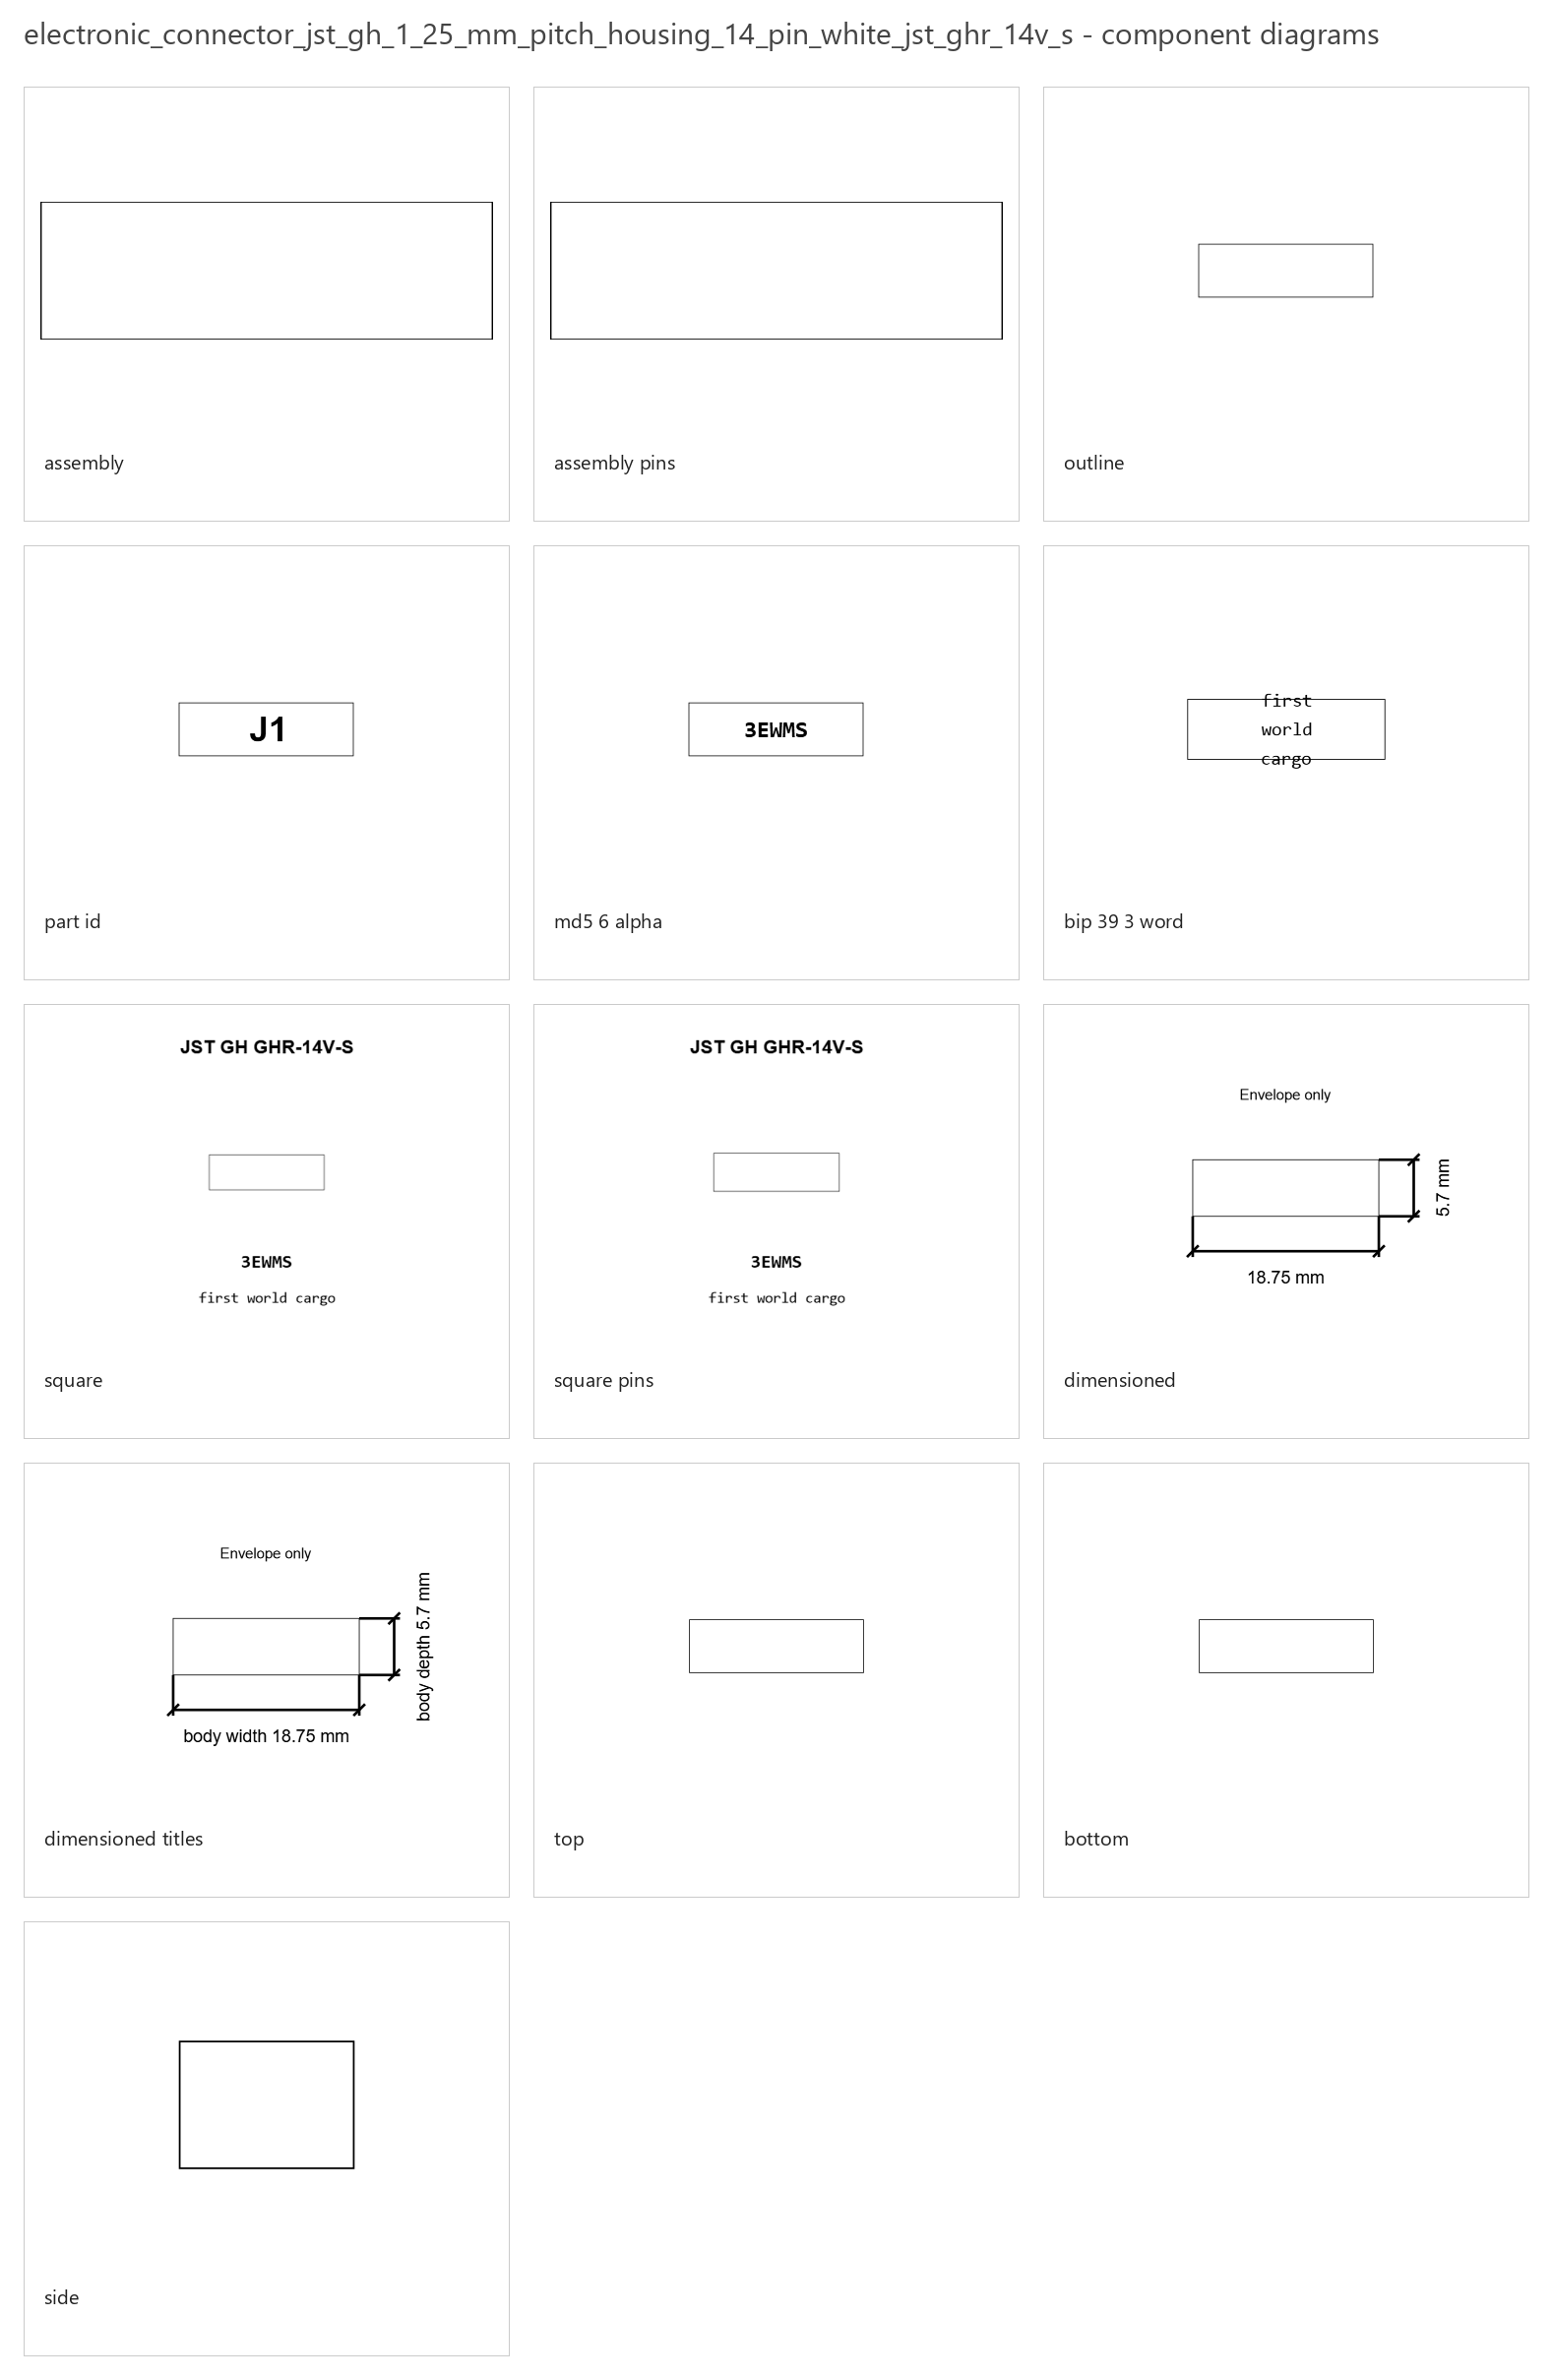 electronic_connector_jst_gh_1_25_mm_pitch_housing_14_pin_white_jst_ghr_14v_s - component diagrams
assembly
assembly pins
outline
J1
part id
3EWMS
md5 6 alpha
first
world
cargo
bip 39 3 word
JST GH GHR-14V-S
3EWMS
first world cargo
square
JST GH GHR-14V-S
3EWMS
first world cargo
square pins
Envelope only
5.7 mm
18.75 mm
dimensioned
Envelope only
body depth 5.7 mm
body width 18.75 mm
dimensioned titles
top
bottom
side